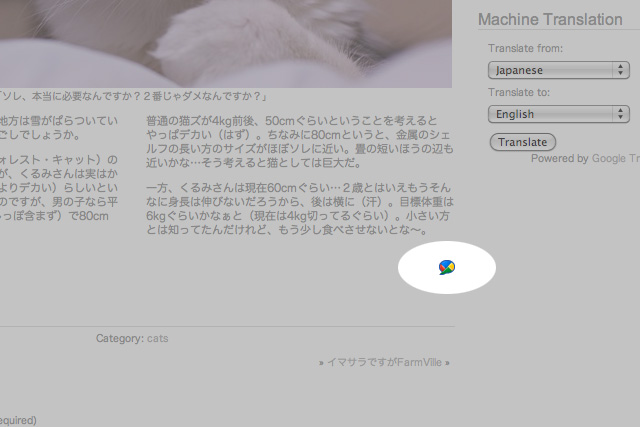 「ソレ、本当に必要なんですか？２番じゃダメなんですか？」
地方は雪がぱらついてい
ごしでしょうか。
ォレスト・キャット）の
が、くるみさんは実はか
よりデカい）らしいとい
のですが、男の子なら平
っぽ含まず）で80cm
普通の猫ズが4kg前後、50cmぐらいということを考えると
やっぱデカい（はず）。ちなみに80cmというと、金属のシェ
ルフの長い方のサイズがほぼソレに近い。畳の短いほうの辺も
近いかな…そう考えると猫としては巨大だ。
一方、くるみさんは現在60cmぐらい…２歳とはいえもうそん
なに身長は伸びないだろうから、後は横に（汗）。目標体重は
6kgぐらいかなぁと（現在は4kg切ってるぐらい）。小さい方
とは知ってたんだけれど、もう少し食べさせないとな〜。
Category: cats
» イマサラですがFarmVille »
equired)
Machine Translation
Translate from:
Japanese
Translate to:
English
Translate
Powered by Google Tr